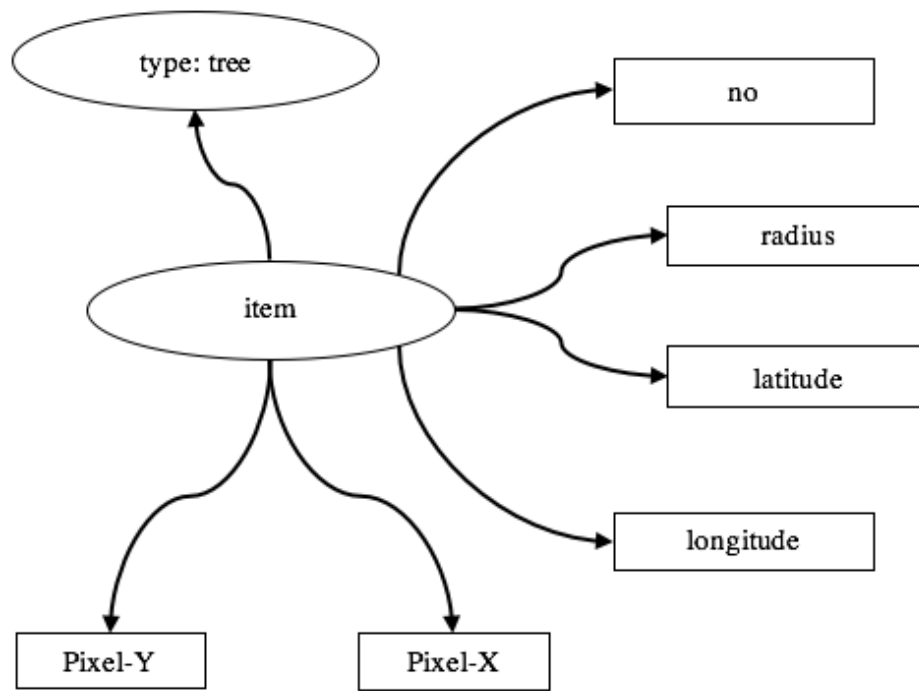 type: tree
no
radius
item
latitude
longitude
Pixel-Y
Pixel-X